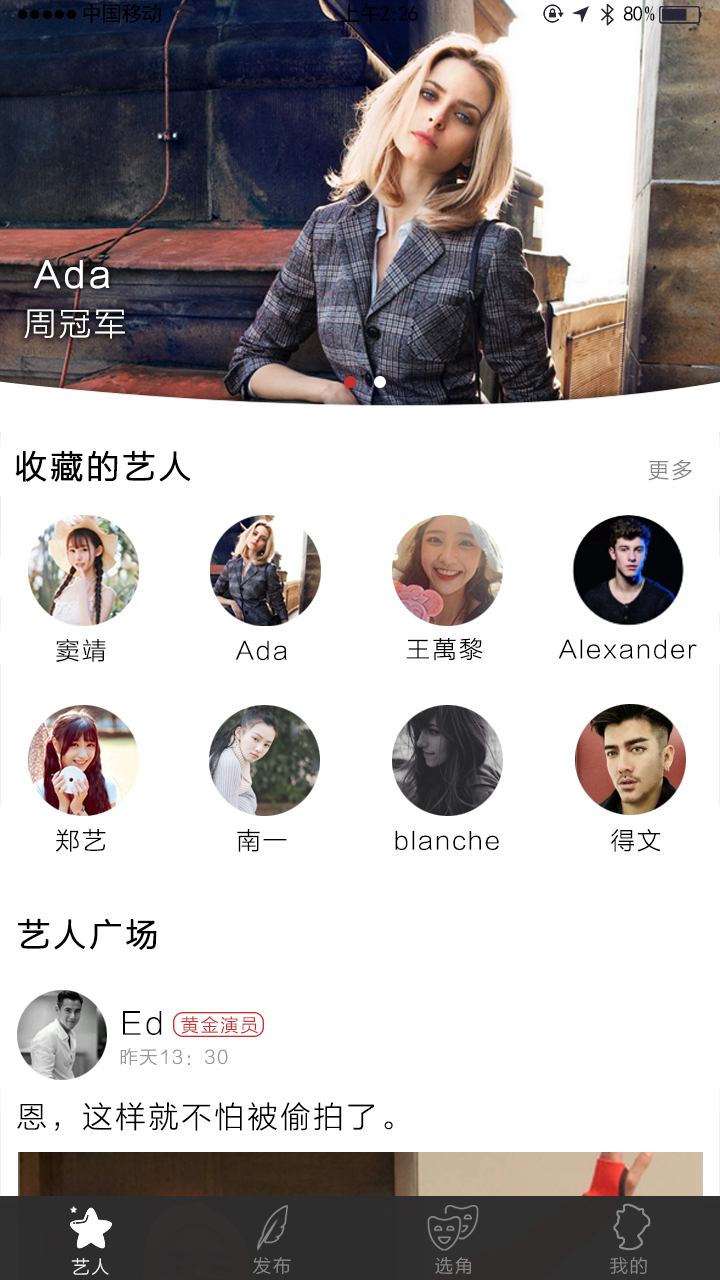 中国移动 上午2:26 80%
Ada
周冠军
收藏的艺人 更多
窦靖 Ada 王萬黎 Alexander
郑艺 南一 blanche 得文
艺人广场
Ed 黄金演员
昨天13：30
恩，这样就不怕被偷拍了。
艺人 发布 选角 我的